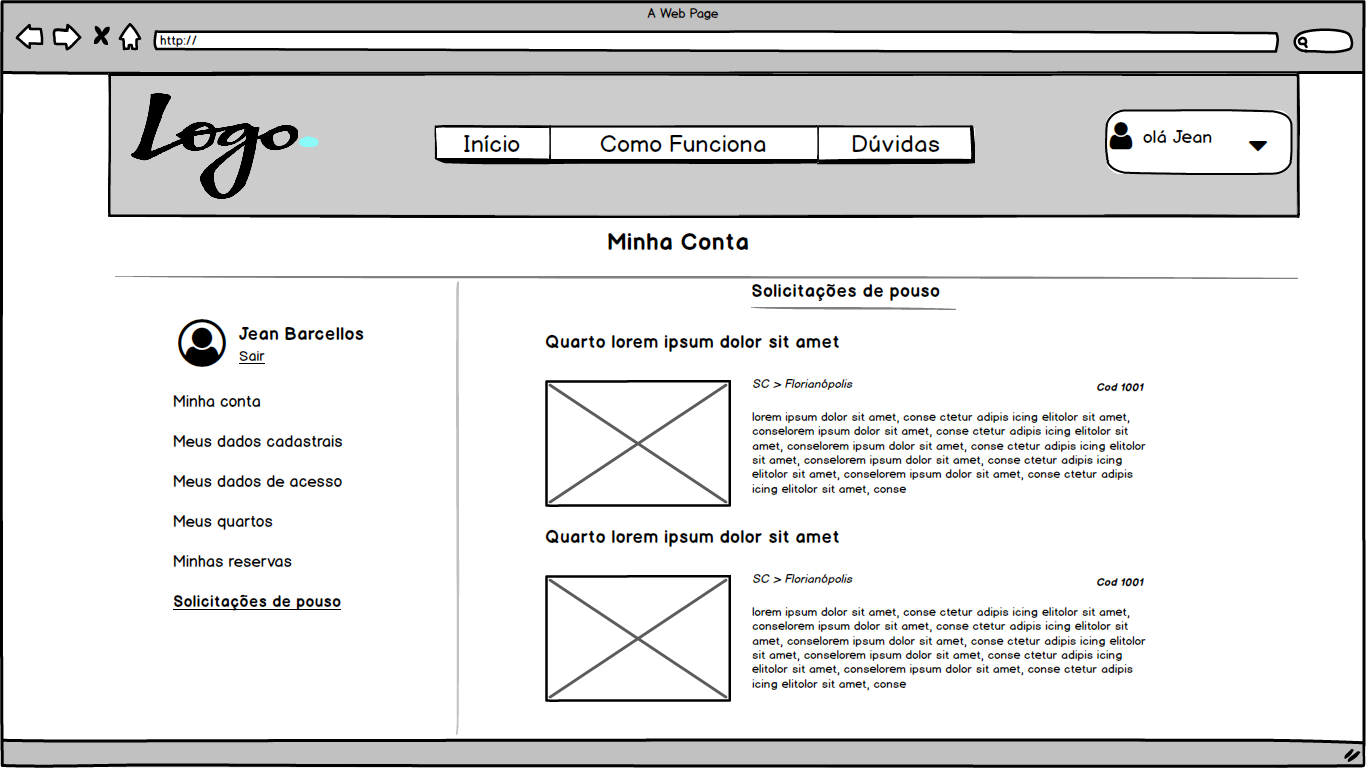 A Web Page
http://
Logo
Início
Como Funciona
Dúvidas
olá Jean
Minha Conta
Jean Barcellos
Sair
Minha conta
Meus dados cadastrais
Meus dados de acesso
Meus quartos
Minhas reservas
Solicitações de pouso
Solicitações de pouso
Quarto lorem ipsum dolor sit amet
SC > Florianópolis
Cod 1001
lorem ipsum dolor sit amet, conse ctetur adipis icing elitolor sit amet,
conselorem ipsum dolor sit amet, conse ctetur adipis icing elitolor sit
amet, conselorem ipsum dolor sit amet, conse ctetur adipis icing elitolor
sit amet, conselorem ipsum dolor sit amet, conse ctetur adipis icing
elitolor sit amet, conselorem ipsum dolor sit amet, conse ctetur adipis
icing elitolor sit amet, conse
Quarto lorem ipsum dolor sit amet
SC > Florianópolis
Cod 1001
lorem ipsum dolor sit amet, conse ctetur adipis icing elitolor sit amet,
conselorem ipsum dolor sit amet, conse ctetur adipis icing elitolor sit
amet, conselorem ipsum dolor sit amet, conse ctetur adipis icing elitolor
sit amet, conselorem ipsum dolor sit amet, conse ctetur adipis icing
elitolor sit amet, conselorem ipsum dolor sit amet, conse ctetur adipis
icing elitolor sit amet, conse